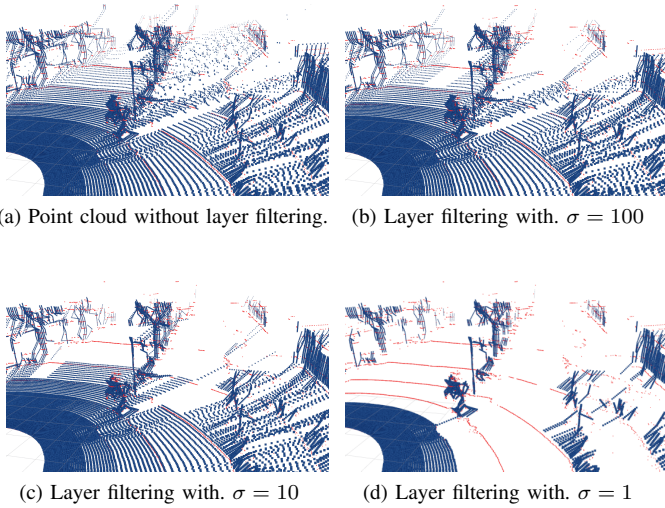 (a) Point cloud without layer filtering.
(b) Layer filtering with. σ = 100
(c) Layer filtering with. σ = 10
(d) Layer filtering with. σ = 1